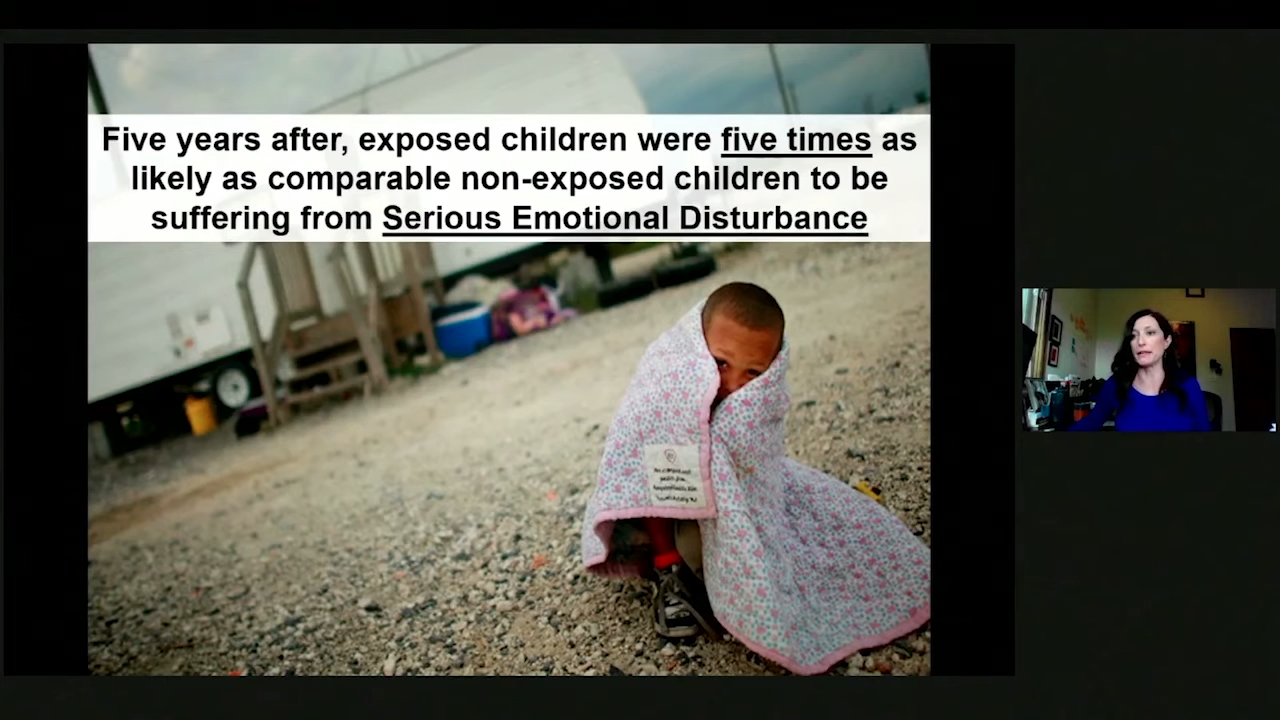 Five years after, exposed children were five times as
likely as comparable non-exposed children to be
suffering from Serious Emotional Disturbance